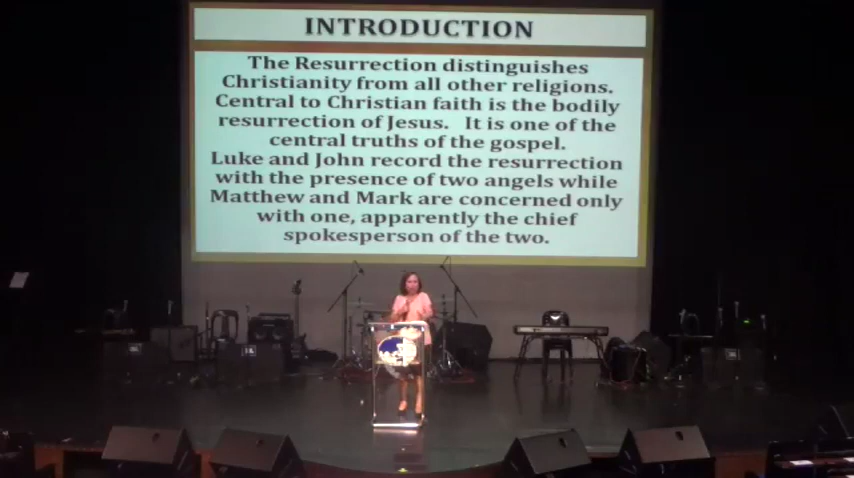 INTRODUCTION
The Resurrection distinguishes
Christianity from all other religions.
Central to Christian faith is the bodily
resurrection of Jesus. It is one of the
central truths of the gospel.
Luke and John record the resurrection
with the presence of two angels while
Matthew and Mark are concerned only
with one, apparently the chief
spokesperson of the two.